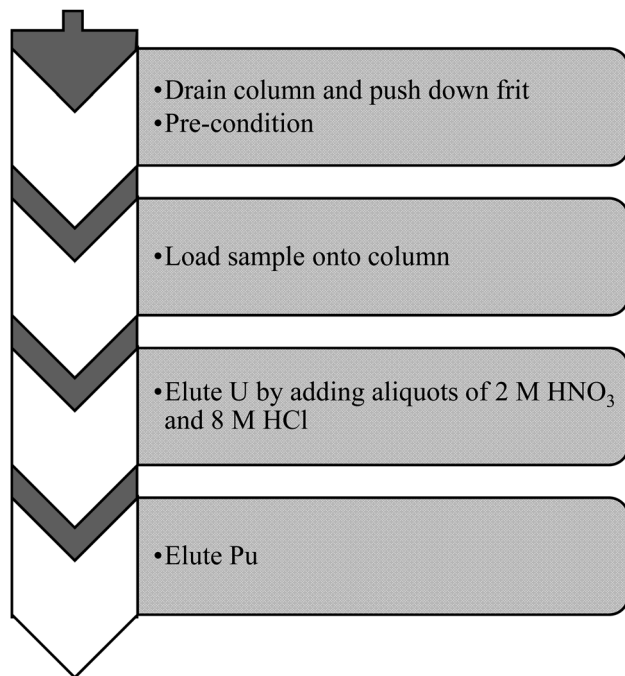 •Drain column and push down frit
•Pre-condition
•Load sample onto column
•Elute U by adding aliquots of 2 M HNO₃
and 8 M HCl
•Elute Pu